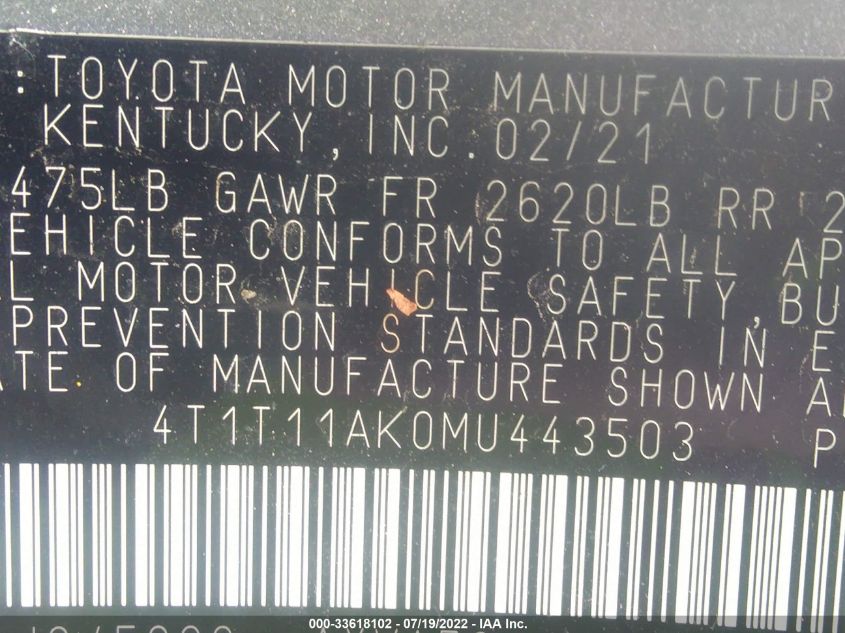 :TOYOTA MOTOR MANUFACTUR
KENTUCKY, INC. 02/21
475LB GAWR FR 2620LB RR 2
EHICLE CONFORMS TO ALL AP
L MOTOR VEHICLE SAFETY, BU
PREVENTION STANDARDS IN E
ATE OF MANUFACTURE SHOWN A
4T1T11AK0MU443503 P
000-33618102 - 07/19/2022 - IAA Inc.